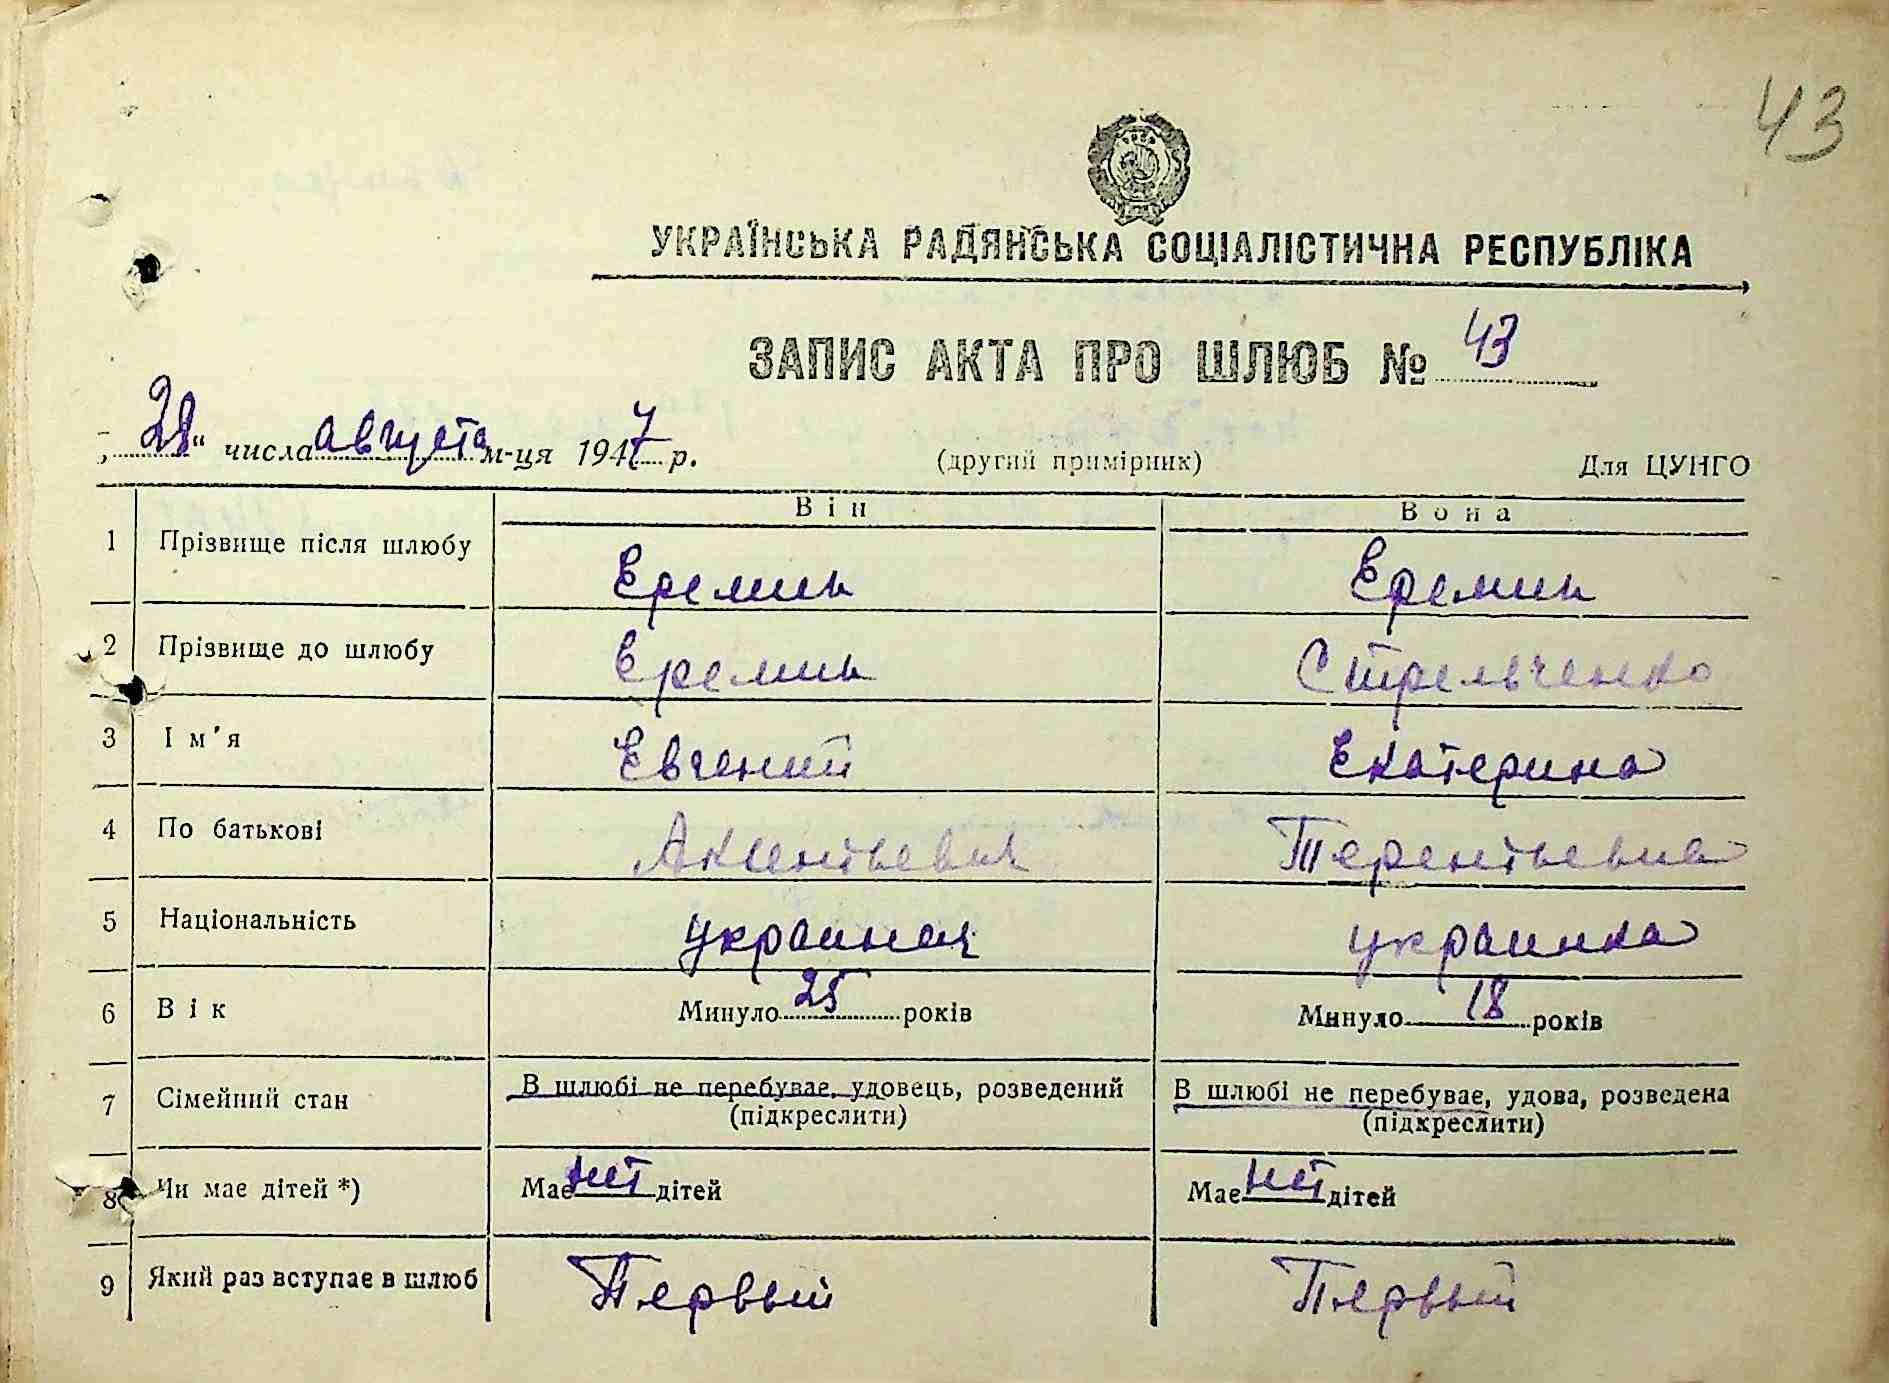 43
УКРАЇНСЬКА РАДЯНСЬКА СОЦІАЛІСТИЧНА РЕСПУБЛІКА
ЗАПИС АКТА ПРО ШЛЮБ № 43
„28“ числа августа м-ця 1947 р. (другий примірник) Для ЦУНГО
Він Вона
1 Прізвище після шлюбу Еремин Еремин
2 Прізвище до шлюбу Еремин Стрельченко
3 Ім'я Евгений Екатерина
4 По батькові Терентьевна
5 Національність украинка
6 Вік Минуло 25 років Минуло 18 років
7 Сімейний стан В шлюбі не перебуває, удовець, розведений В шлюбі не перебуває, удова, розведена
(підкреслити) (підкреслити)
8 Чи має дітей *) Має нет дітей Має нет дітей
9 Який раз вступає в шлюб Первый Первый